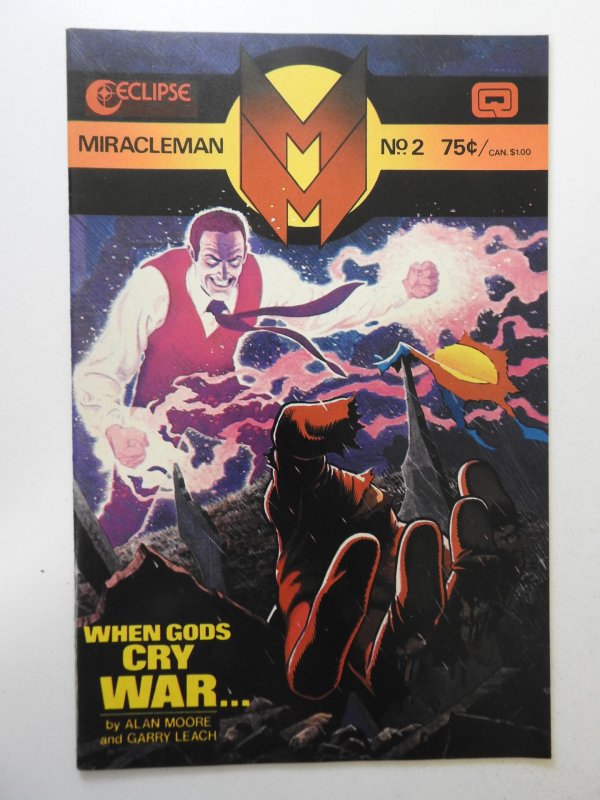 ECLIPSE
MIRACLEMAN
Nº. 2 75¢/ CAN. $1.00
WHEN GODS
CRY
WAR...
by ALAN MOORE
and GARRY LEACH